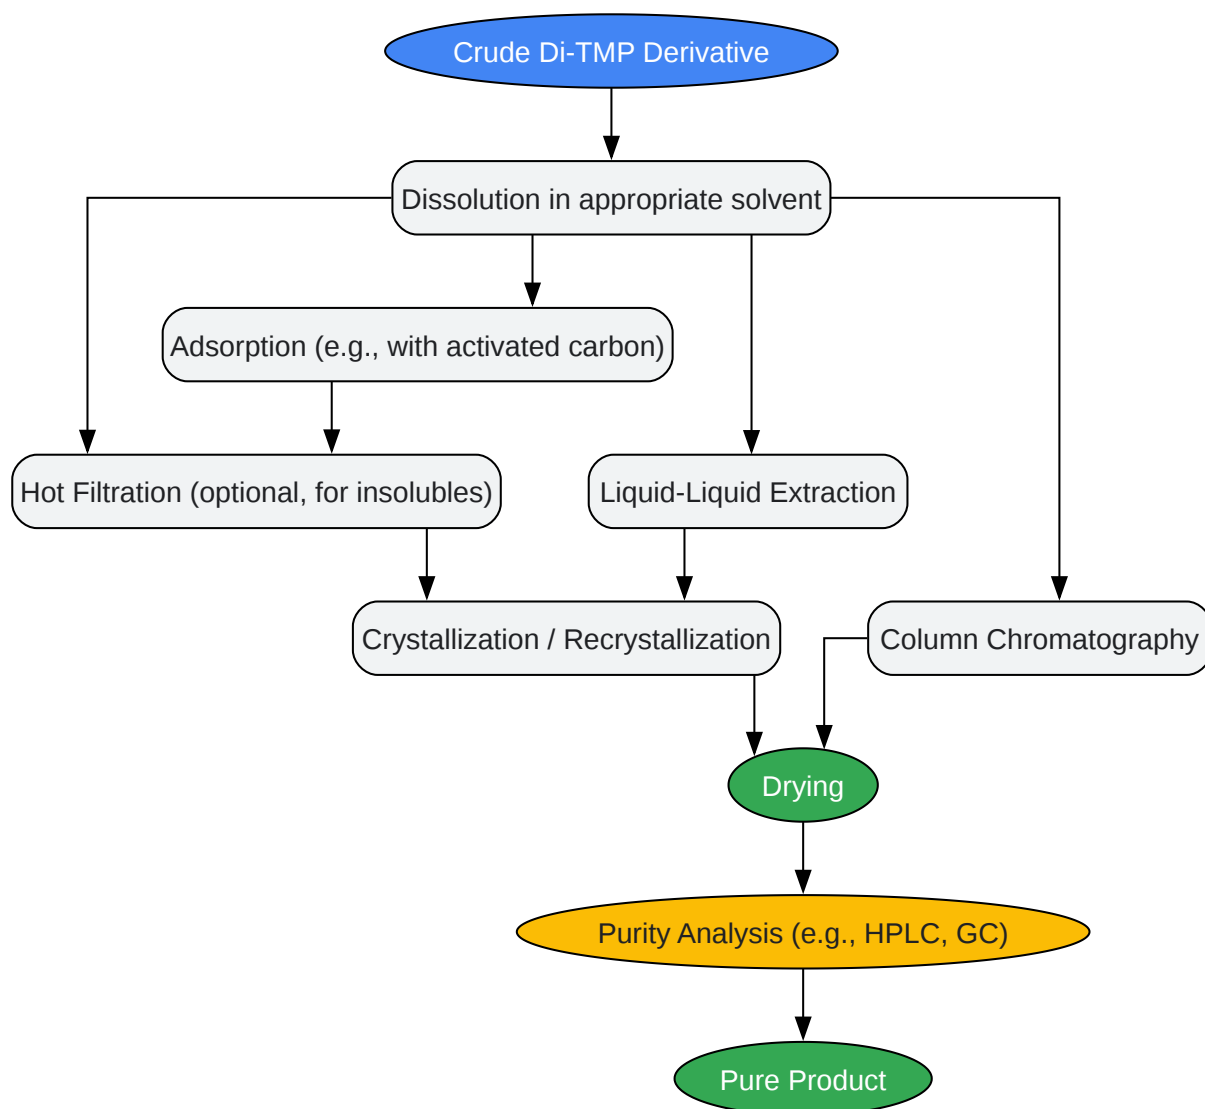 Crude Di-TMP Derivative
Dissolution in appropriate solvent
Adsorption (e.g., with activated carbon)
Hot Filtration (optional, for insolubles)
Liquid-Liquid Extraction
Crystallization / Recrystallization
Column Chromatography
Drying
Purity Analysis (e.g., HPLC, GC)
Pure Product